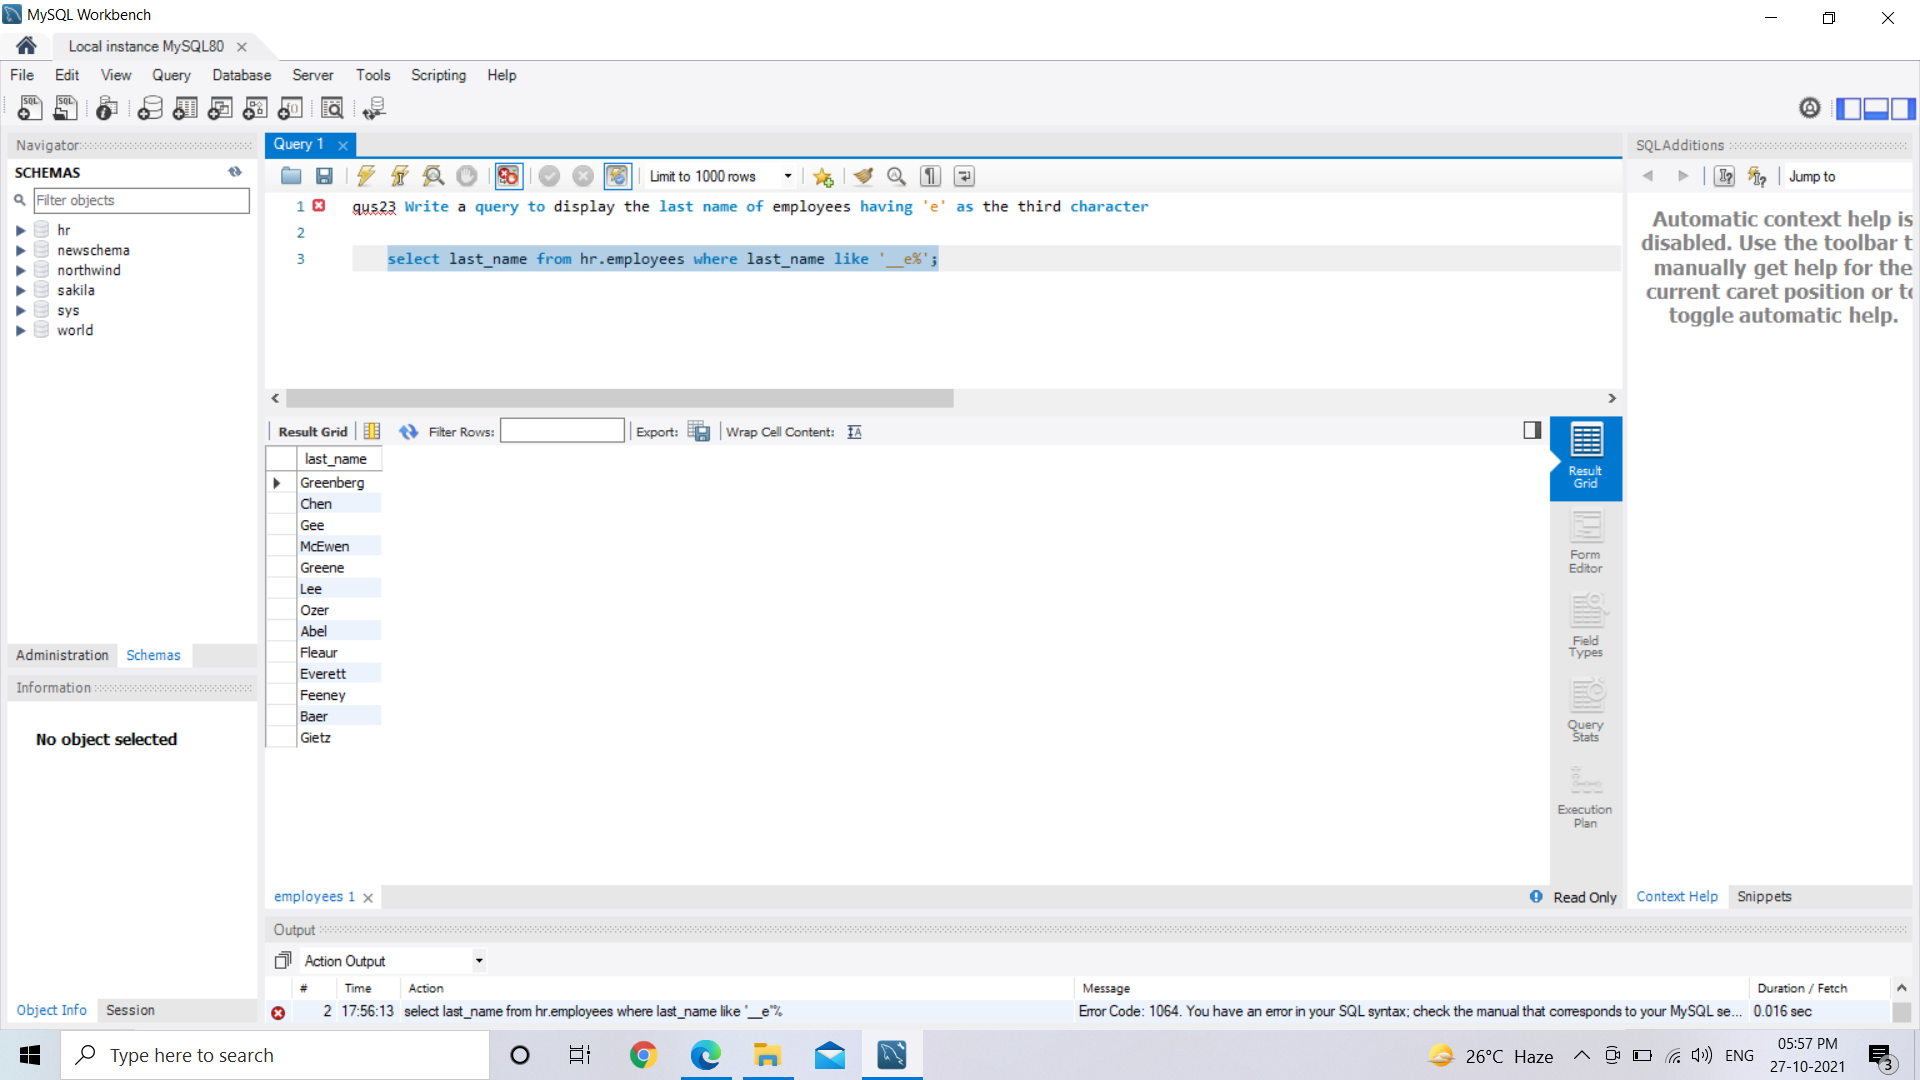 MySQL Workbench
Local instance MySQL80
File Edit View Query Database Server Tools Scripting Help
Navigator
SCHEMAS
Filter objects
hr
newschema
northwind
sakila
sys
world
Administration Schemas
Information
No object selected
Object Info Session
Query 1
Limit to 1000 rows
1 qus23 Write a query to display the last name of employees having 'e' as the third character
2
3 select last_name from hr.employees where last_name like '__e%';
Result Grid Filter Rows: Export: Wrap Cell Content:
last_name
Greenberg
Chen
Gee
McEwen
Greene
Lee
Ozer
Abel
Fleaur
Everett
Feeney
Baer
Gietz
Result
Grid
Form
Editor
Field
Types
Query
Stats
Execution
Plan
employees 1
Read Only
Output
Action Output
# Time Action Message Duration / Fetch
2 17:56:13 select last_name from hr.employees where last_name like '__e'% Error Code: 1064. You have an error in your SQL syntax; check the manual that corresponds to your MySQL se... 0.016 sec
SQLAdditions
Jump to
Automatic context help is
disabled. Use the toolbar t
manually get help for the
current caret position or to
toggle automatic help.
Context Help Snippets
Type here to search
26°C Haze
ENG
05:57 PM
27-10-2021
3